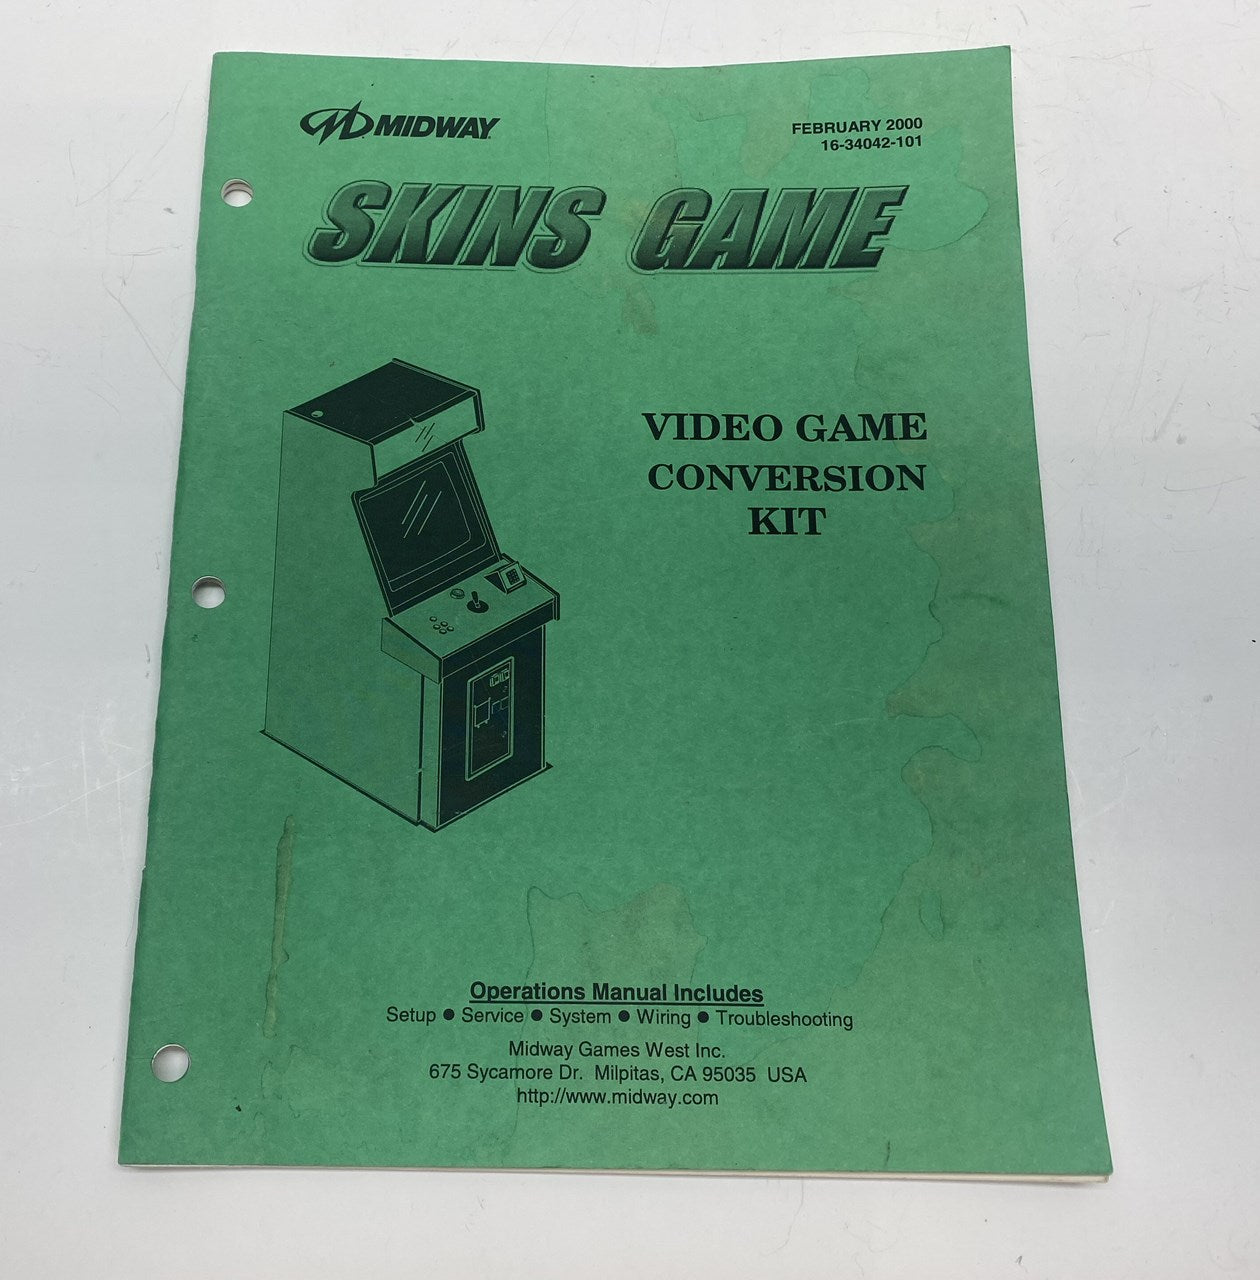 MIDWAY
FEBRUARY 2000
16-34042-101
SKINS GAME
VIDEO GAME
CONVERSION
KIT
Operations Manual Includes
Setup ● Service ● System ● Wiring ● Troubleshooting
Midway Games West Inc.
675 Sycamore Dr. Milpitas, CA 95035 USA
http://www.midway.com